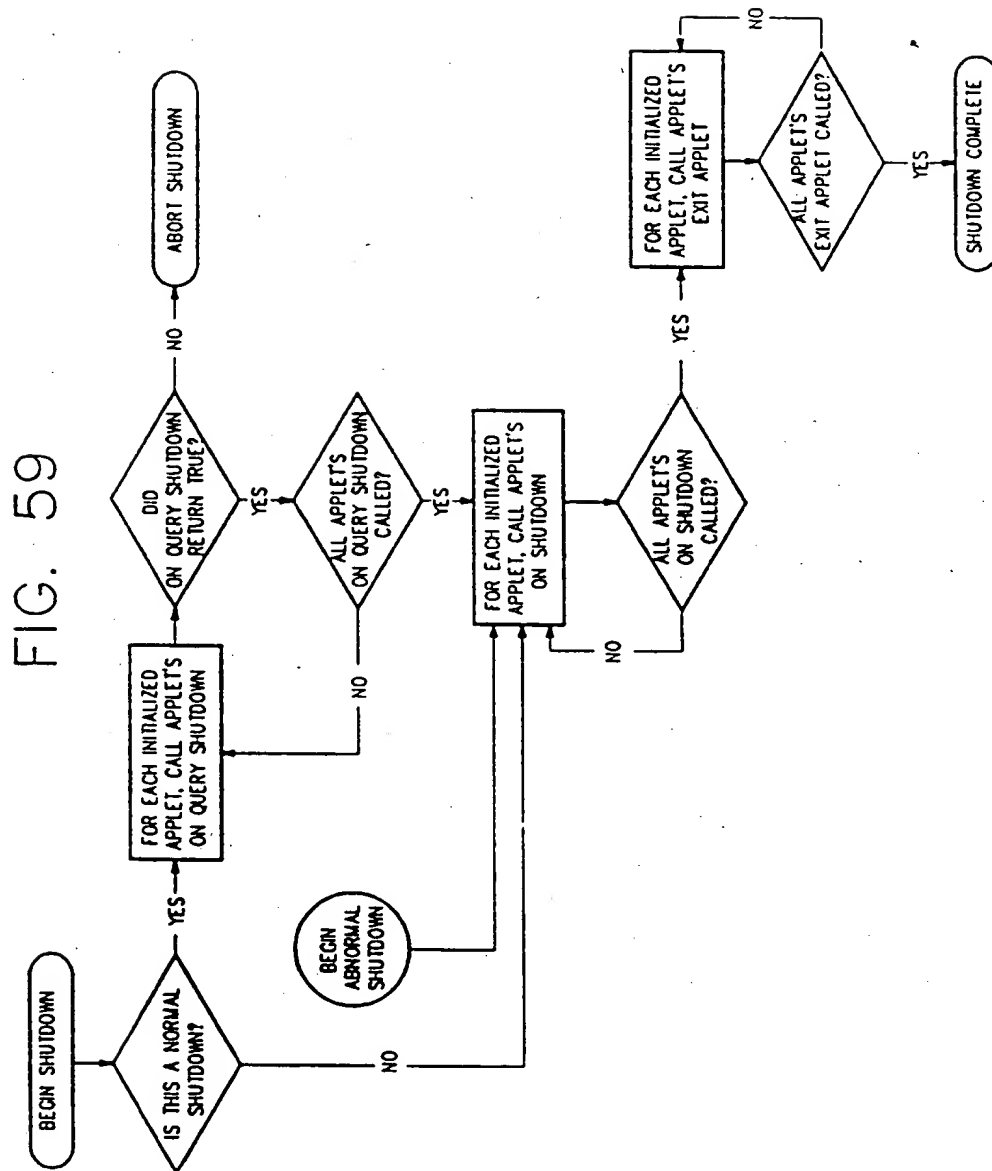 FIG. 59
BEGIN SHUTDOWN
IS THIS A NORMAL
SHUTDOWN?
YES
NO
FOR EACH INITIALIZED
APPLET, CALL APPLET'S
ON QUERY SHUTDOWN
DID
ON QUERY SHUTDOWN
RETURN TRUE?
NO
ABORT SHUTDOWN
YES
ALL APPLET'S
ON QUERY SHUTDOWN
CALLED?
NO
YES
BEGIN
ABNORMAL
SHUTDOWN
FOR EACH INITIALIZED
APPLET, CALL APPLET'S
ON SHUTDOWN
ALL APPLET'S
ON SHUTDOWN
CALLED?
NO
YES
FOR EACH INITIALIZED
APPLET, CALL APPLET'S
EXIT APPLET
ALL APPLET'S
EXIT APPLET CALLED?
NO
YES
SHUTDOWN COMPLETE